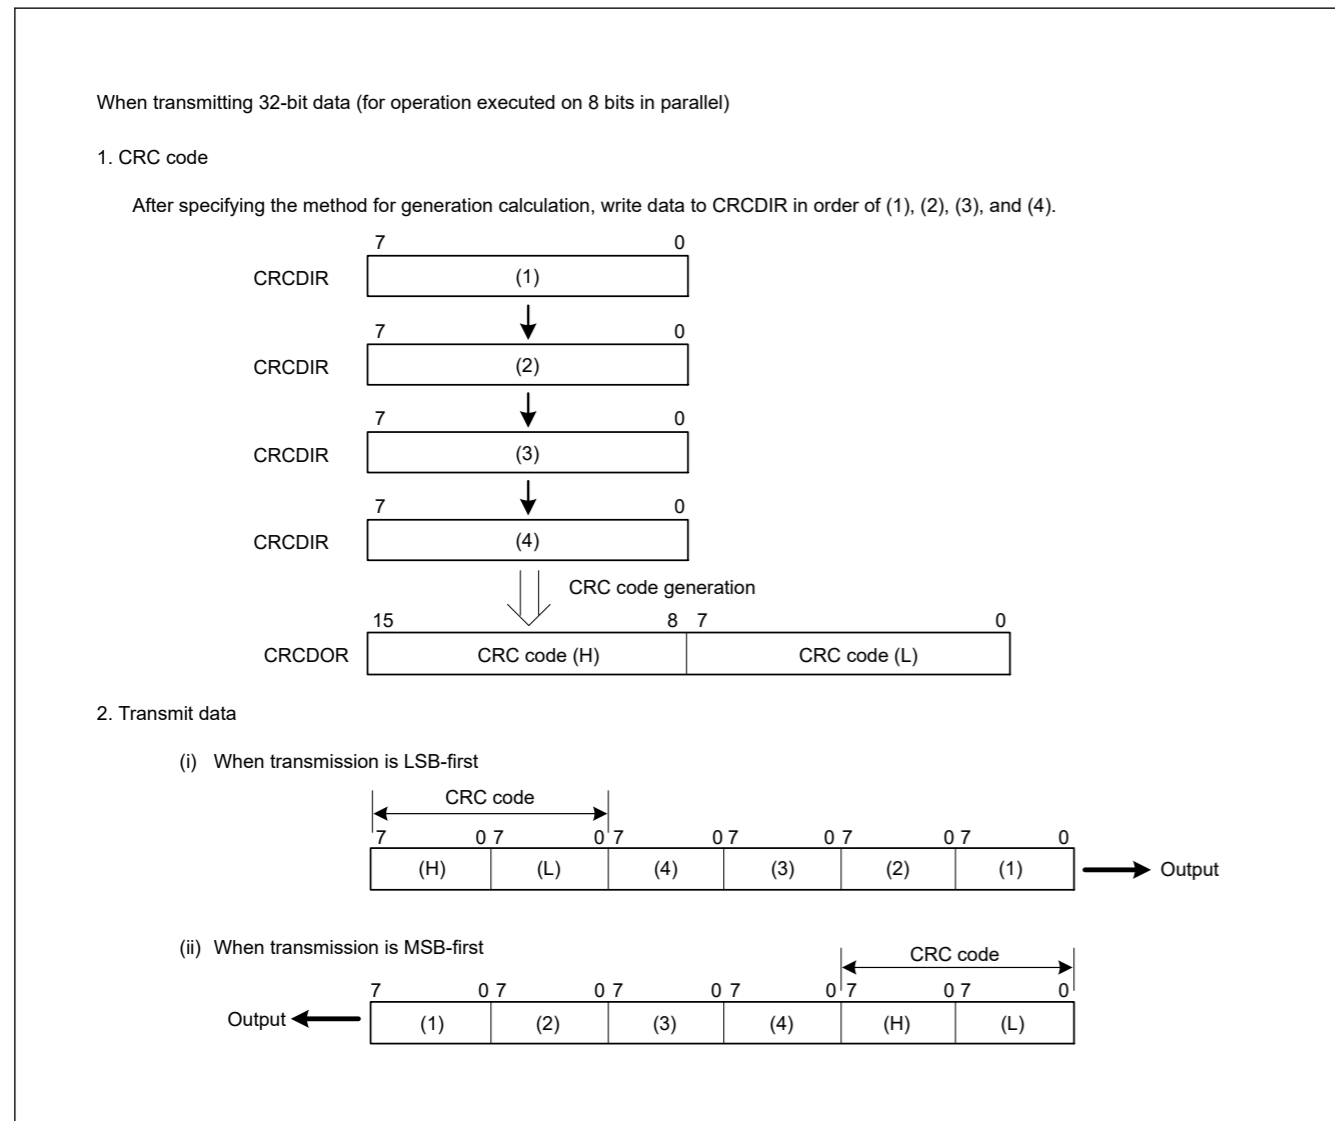 When transmitting 32-bit data (for operation executed on 8 bits in parallel)
1. CRC code
After specifying the method for generation calculation, write data to CRCDIR in order of (1), (2), (3), and (4).
7 0
CRCDIR (1)
7 0
CRCDIR (2)
7 0
CRCDIR (3)
7 0
CRCDIR (4)
CRC code generation
15 8 7 0
CRCDOR CRC code (H) CRC code (L)
2. Transmit data
(i) When transmission is LSB-first
CRC code
7 0 7 0 7 0 7 0 7 0 7 0
(H) (L) (4) (3) (2) (1) Output
(ii) When transmission is MSB-first
CRC code
7 0 7 0 7 0 7 0 7 0 7 0
Output (1) (2) (3) (4) (H) (L)